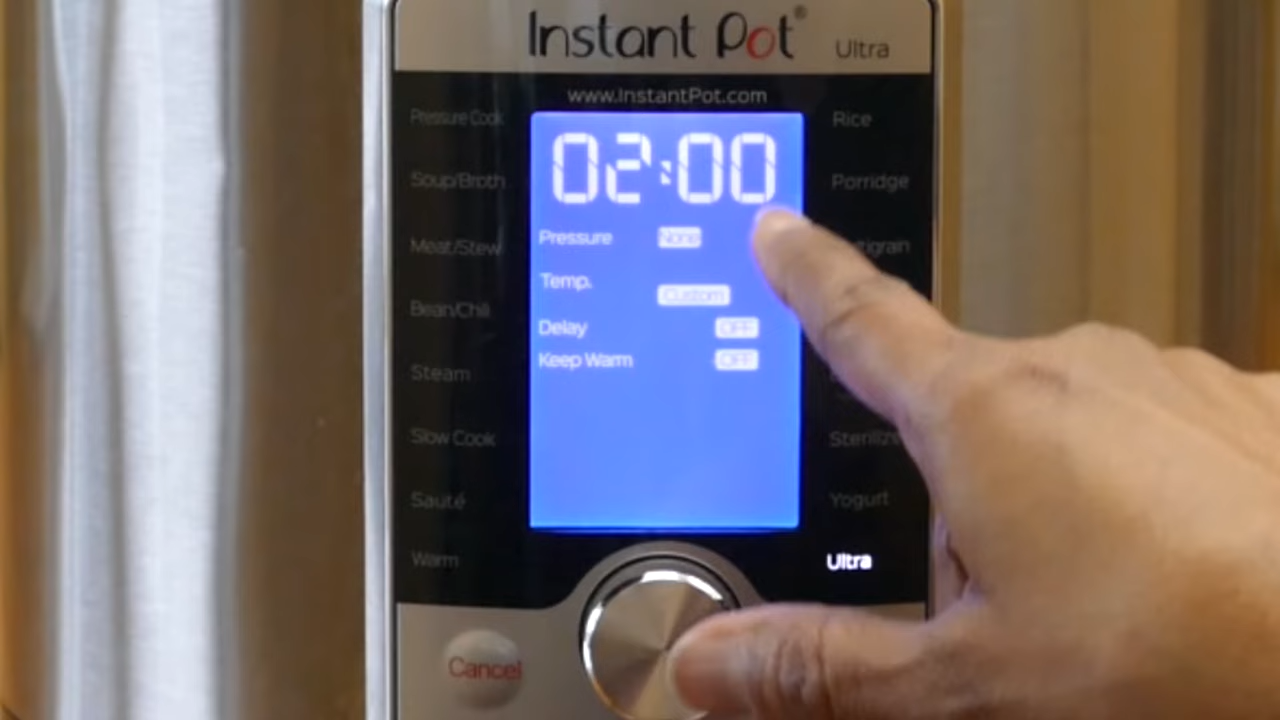 Instant Pot® Ultra
www.InstantPot.com
02:00
Pressure None
Temp.
Custom
Delay OFF
Keep Warm OFF
Pressure Cook
Soup/Broth
Meat/Stew
Bean/Chili
Steam
Slow Cook
Sauté
Warm
Rice
Porridge
Sterilize
Yogurt
Ultra
Cancel